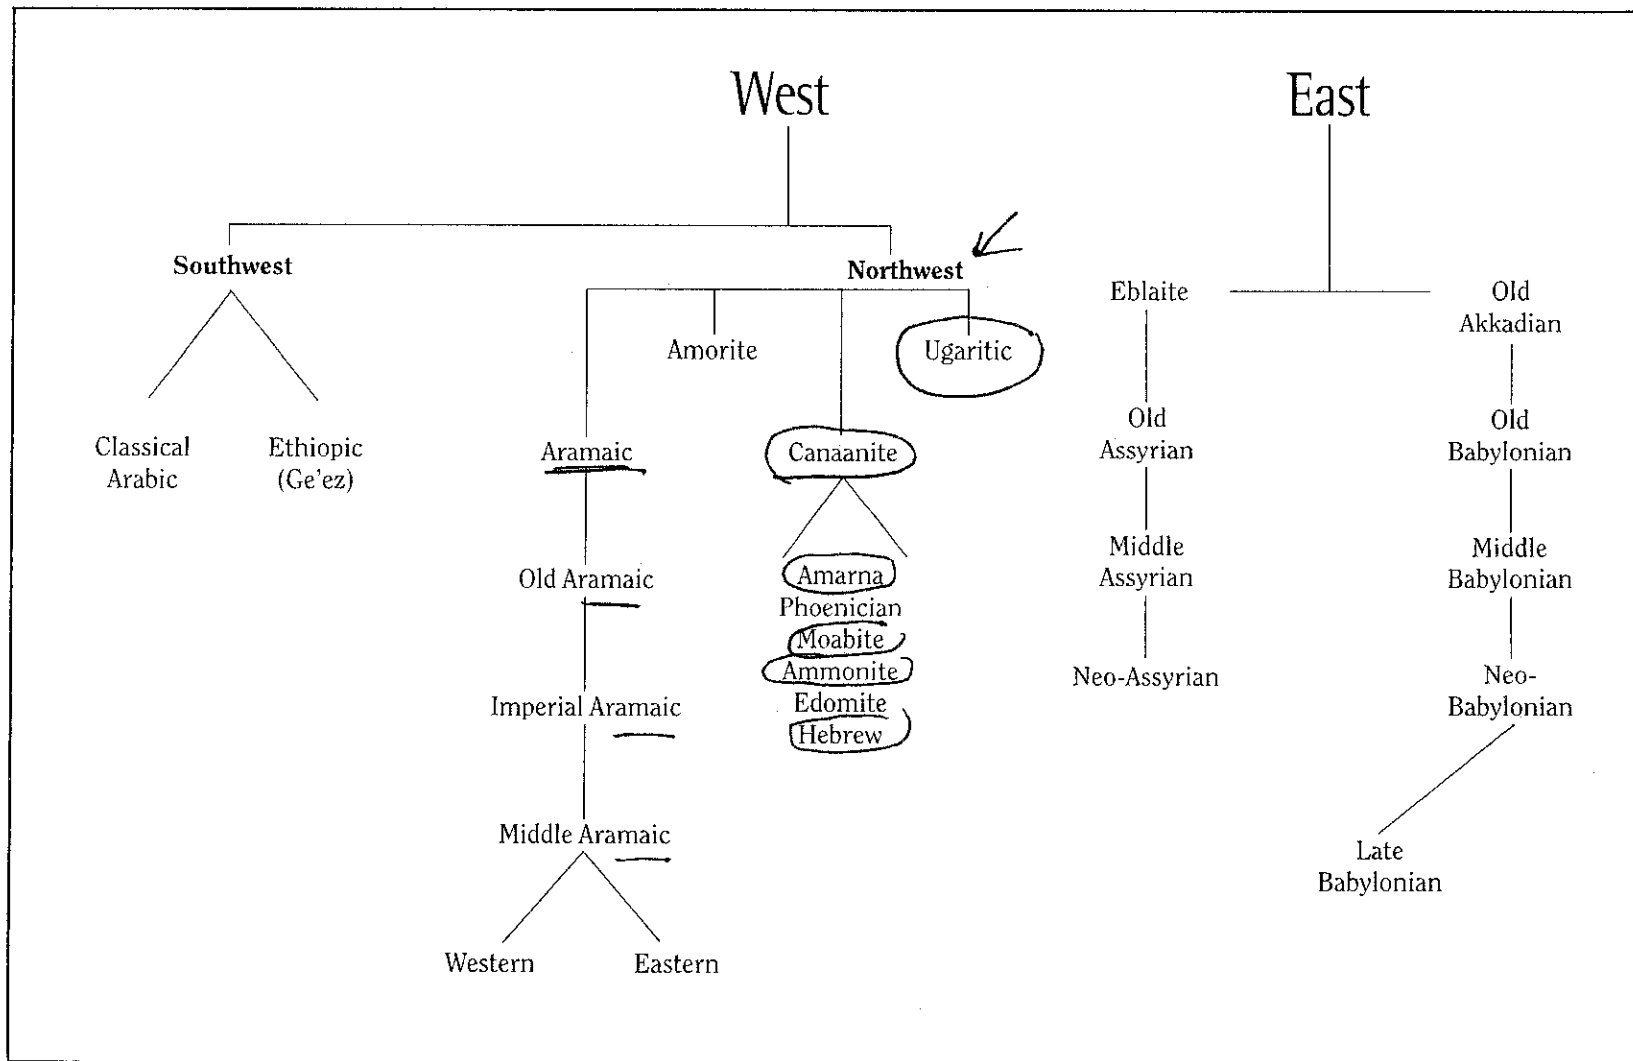 West
East
Southwest
Northwest
Eblaite
Old
Akkadian
Amorite
Ugaritic
Classical
Arabic
Ethiopic
(Ge'ez)
Aramaic
Canaanite
Old
Assyrian
Old
Babylonian
Old Aramaic
Amarna
Phoenician
Moabite
Ammonite
Edomite
Hebrew
Middle
Assyrian
Middle
Babylonian
Imperial Aramaic
Neo-Assyrian
Neo-
Babylonian
Middle Aramaic
Late
Babylonian
Western
Eastern